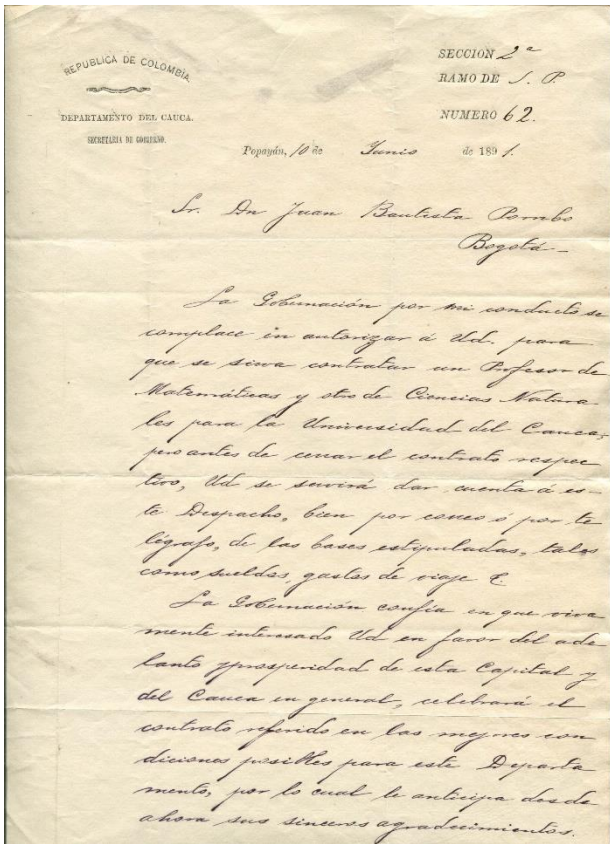 REPUBLICA DE COLOMBIA.
DEPARTAMENTO DEL CAUCA.
SECRETARIA DE GOBIERNO.
SECCION 2ª
RAMO DE I. P.
NUMERO 62.
Popayán, 10 de Junio de 1891.
Sr. Dn Juan Bautista Pombo
Bogotá—
La Gobernación por mi conducto se
complace in autorizar á Ud. para
que se sirva contratar un Profesor de
Matemáticas y otro de Ciencias Natura
les para la Universidad del Cauca;
pero antes de cerrar el contrato respec
tivo, Ud se servirá dar cuenta á es-
te Despacho, bien por correo ó por te
légrafo, de las bases estipuladas, tales
como sueldos, gastos de viaje &.
La Gobernación confía en que viva
mente interesado Ud en favor del ade
lanto y prosperidad de esta Capital y
del Cauca en general, celebrará el
contrato referido en las mejores con
diciones posibles para este Departa
mento, por lo cual le anticipa desde
ahora sus sinceros agradecimientos.